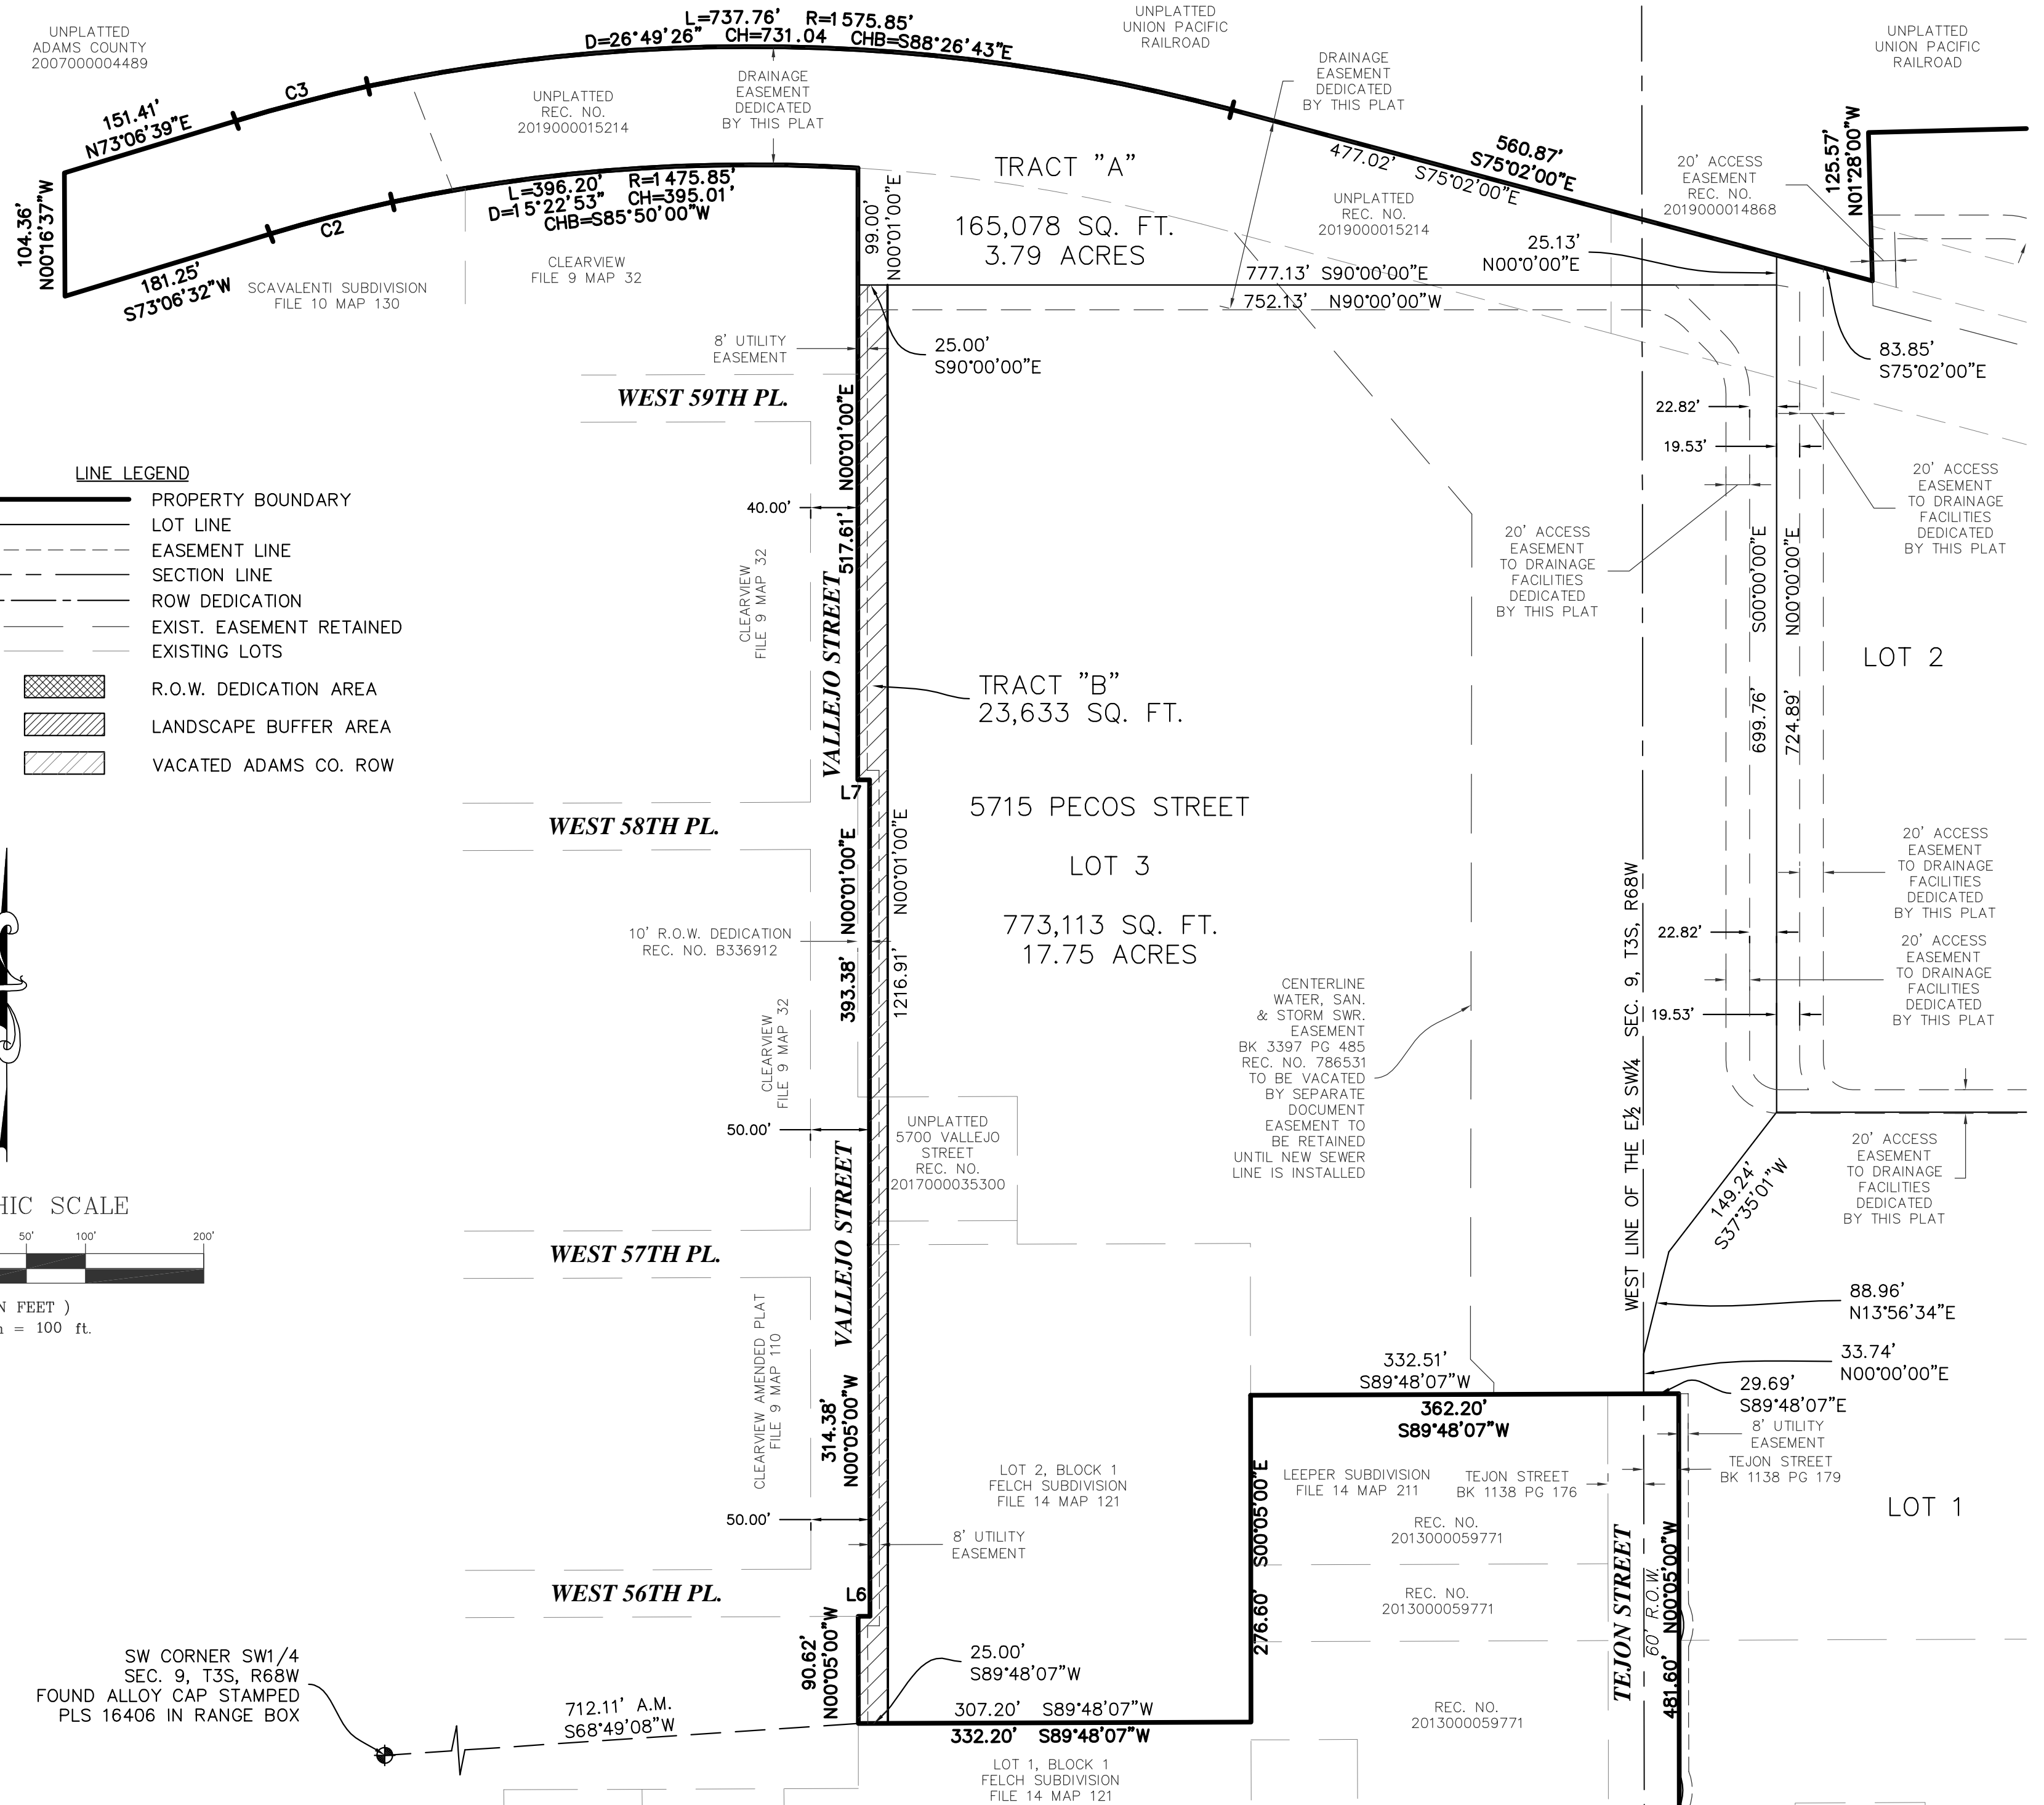 UNPLATTED
ADAMS COUNTY
2007000004489
L=737.76' R=1575.85'
D=26°49'26" CH=731.04 CHB=S88°26'43"E
UNPLATTED
UNION PACIFIC
RAILROAD
UNPLATTED
UNION PACIFIC
RAILROAD
151.41'
N73°06'39"E
C3
UNPLATTED
REC. NO.
2019000015214
DRAINAGE
EASEMENT
DEDICATED
BY THIS PLAT
DRAINAGE
EASEMENT
DEDICATED
BY THIS PLAT
104.36'
N00°16'37"W
181.25'
S73°06'32"W
C2
L=396.20' R=1475.85'
D=15°22'53" CH=395.01'
CHB=S85°50'00"W
SCAVALENTI SUBDIVISION
FILE 10 MAP 130
CLEARVIEW
FILE 9 MAP 32
99.00'
N00°01'00"E
TRACT "A"
165,078 SQ. FT.
3.79 ACRES
477.02' S75°02'00"E
560.87'
S75°02'00"E
UNPLATTED
REC. NO.
2019000015214
20' ACCESS
EASEMENT
REC. NO.
2019000014868
125.57'
N01°28'00"W
25.13'
N00°0'00"E
777.13' S90°00'00"E
752.13' N90°00'00"W
8' UTILITY
EASEMENT
25.00'
S90°00'00"E
83.85'
S75°02'00"E
WEST 59TH PL.
22.82'
19.53'
LINE LEGEND
PROPERTY BOUNDARY
LOT LINE
EASEMENT LINE
SECTION LINE
ROW DEDICATION
EXIST. EASEMENT RETAINED
EXISTING LOTS
R.O.W. DEDICATION AREA
LANDSCAPE BUFFER AREA
VACATED ADAMS CO. ROW
40.00'
517.61' N00°01'00"E
CLEARVIEW
FILE 9 MAP 32
VALLEJO STREET
20' ACCESS
EASEMENT
TO DRAINAGE
FACILITIES
DEDICATED
BY THIS PLAT
20' ACCESS
EASEMENT
TO DRAINAGE
FACILITIES
DEDICATED
BY THIS PLAT
699.76' S00°00'00"E
724.89' N00°00'00"E
LOT 2
TRACT "B"
23,633 SQ. FT.
L7
WEST 58TH PL.
5715 PECOS STREET
LOT 3
773,113 SQ. FT.
17.75 ACRES
393.38' N00°01'00"E
1216.91' N00°01'00"E
10' R.O.W. DEDICATION
REC. NO. B336912
20' ACCESS
EASEMENT
TO DRAINAGE
FACILITIES
DEDICATED
BY THIS PLAT
22.82'
20' ACCESS
EASEMENT
TO DRAINAGE
FACILITIES
DEDICATED
BY THIS PLAT
19.53'
WEST LINE OF THE E½ SW¼ SEC. 9, T3S, R68W
CENTERLINE
WATER, SAN.
& STORM SWR.
EASEMENT
BK 3397 PG 485
REC. NO. 786531
TO BE VACATED
BY SEPARATE
DOCUMENT
EASEMENT TO
BE RETAINED
UNTIL NEW SEWER
LINE IS INSTALLED
CLEARVIEW
FILE 9 MAP 32
50.00'
UNPLATTED
5700 VALLEJO
STREET
REC. NO.
2017000035300
20' ACCESS
EASEMENT
TO DRAINAGE
FACILITIES
DEDICATED
BY THIS PLAT
149.24'
S37°35'01"W
HIC SCALE
50' 100' 200'
N FEET )
= 100 ft.
WEST 57TH PL.
VALLEJO STREET
88.96'
N13°56'34"E
33.74'
N00°00'00"E
CLEARVIEW AMENDED PLAT
FILE 9 MAP 110
314.38'
N00°05'00"W
332.51'
S89°48'07"W
362.20'
S89°48'07"W
29.69'
S89°48'07"E
8' UTILITY
EASEMENT
TEJON STREET
BK 1138 PG 179
LOT 2, BLOCK 1
FELCH SUBDIVISION
FILE 14 MAP 121
LEEPER SUBDIVISION
FILE 14 MAP 211
TEJON STREET
BK 1138 PG 176
LOT 1
50.00'
8' UTILITY
EASEMENT
REC. NO.
2013000059771
276.60' S00°05'00"E
REC. NO.
2013000059771
WEST 56TH PL.
L6
TEJON STREET
60' R.O.W.
481.60' N00°05'00"W
90.62'
N00°05'00"W
25.00'
S89°48'07"W
SW CORNER SW1/4
SEC. 9, T3S, R68W
FOUND ALLOY CAP STAMPED
PLS 16406 IN RANGE BOX
712.11' A.M.
S68°49'08"W
307.20' S89°48'07"W
332.20' S89°48'07"W
REC. NO.
2013000059771
LOT 1, BLOCK 1
FELCH SUBDIVISION
FILE 14 MAP 121